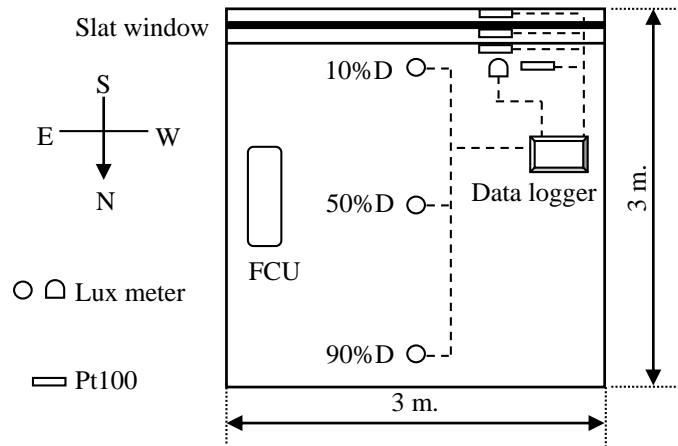 Slat window
10%D
S
E
W
N
50%D
Data logger
3 m.
FCU
Lux meter
90%D
Pt100
3 m.